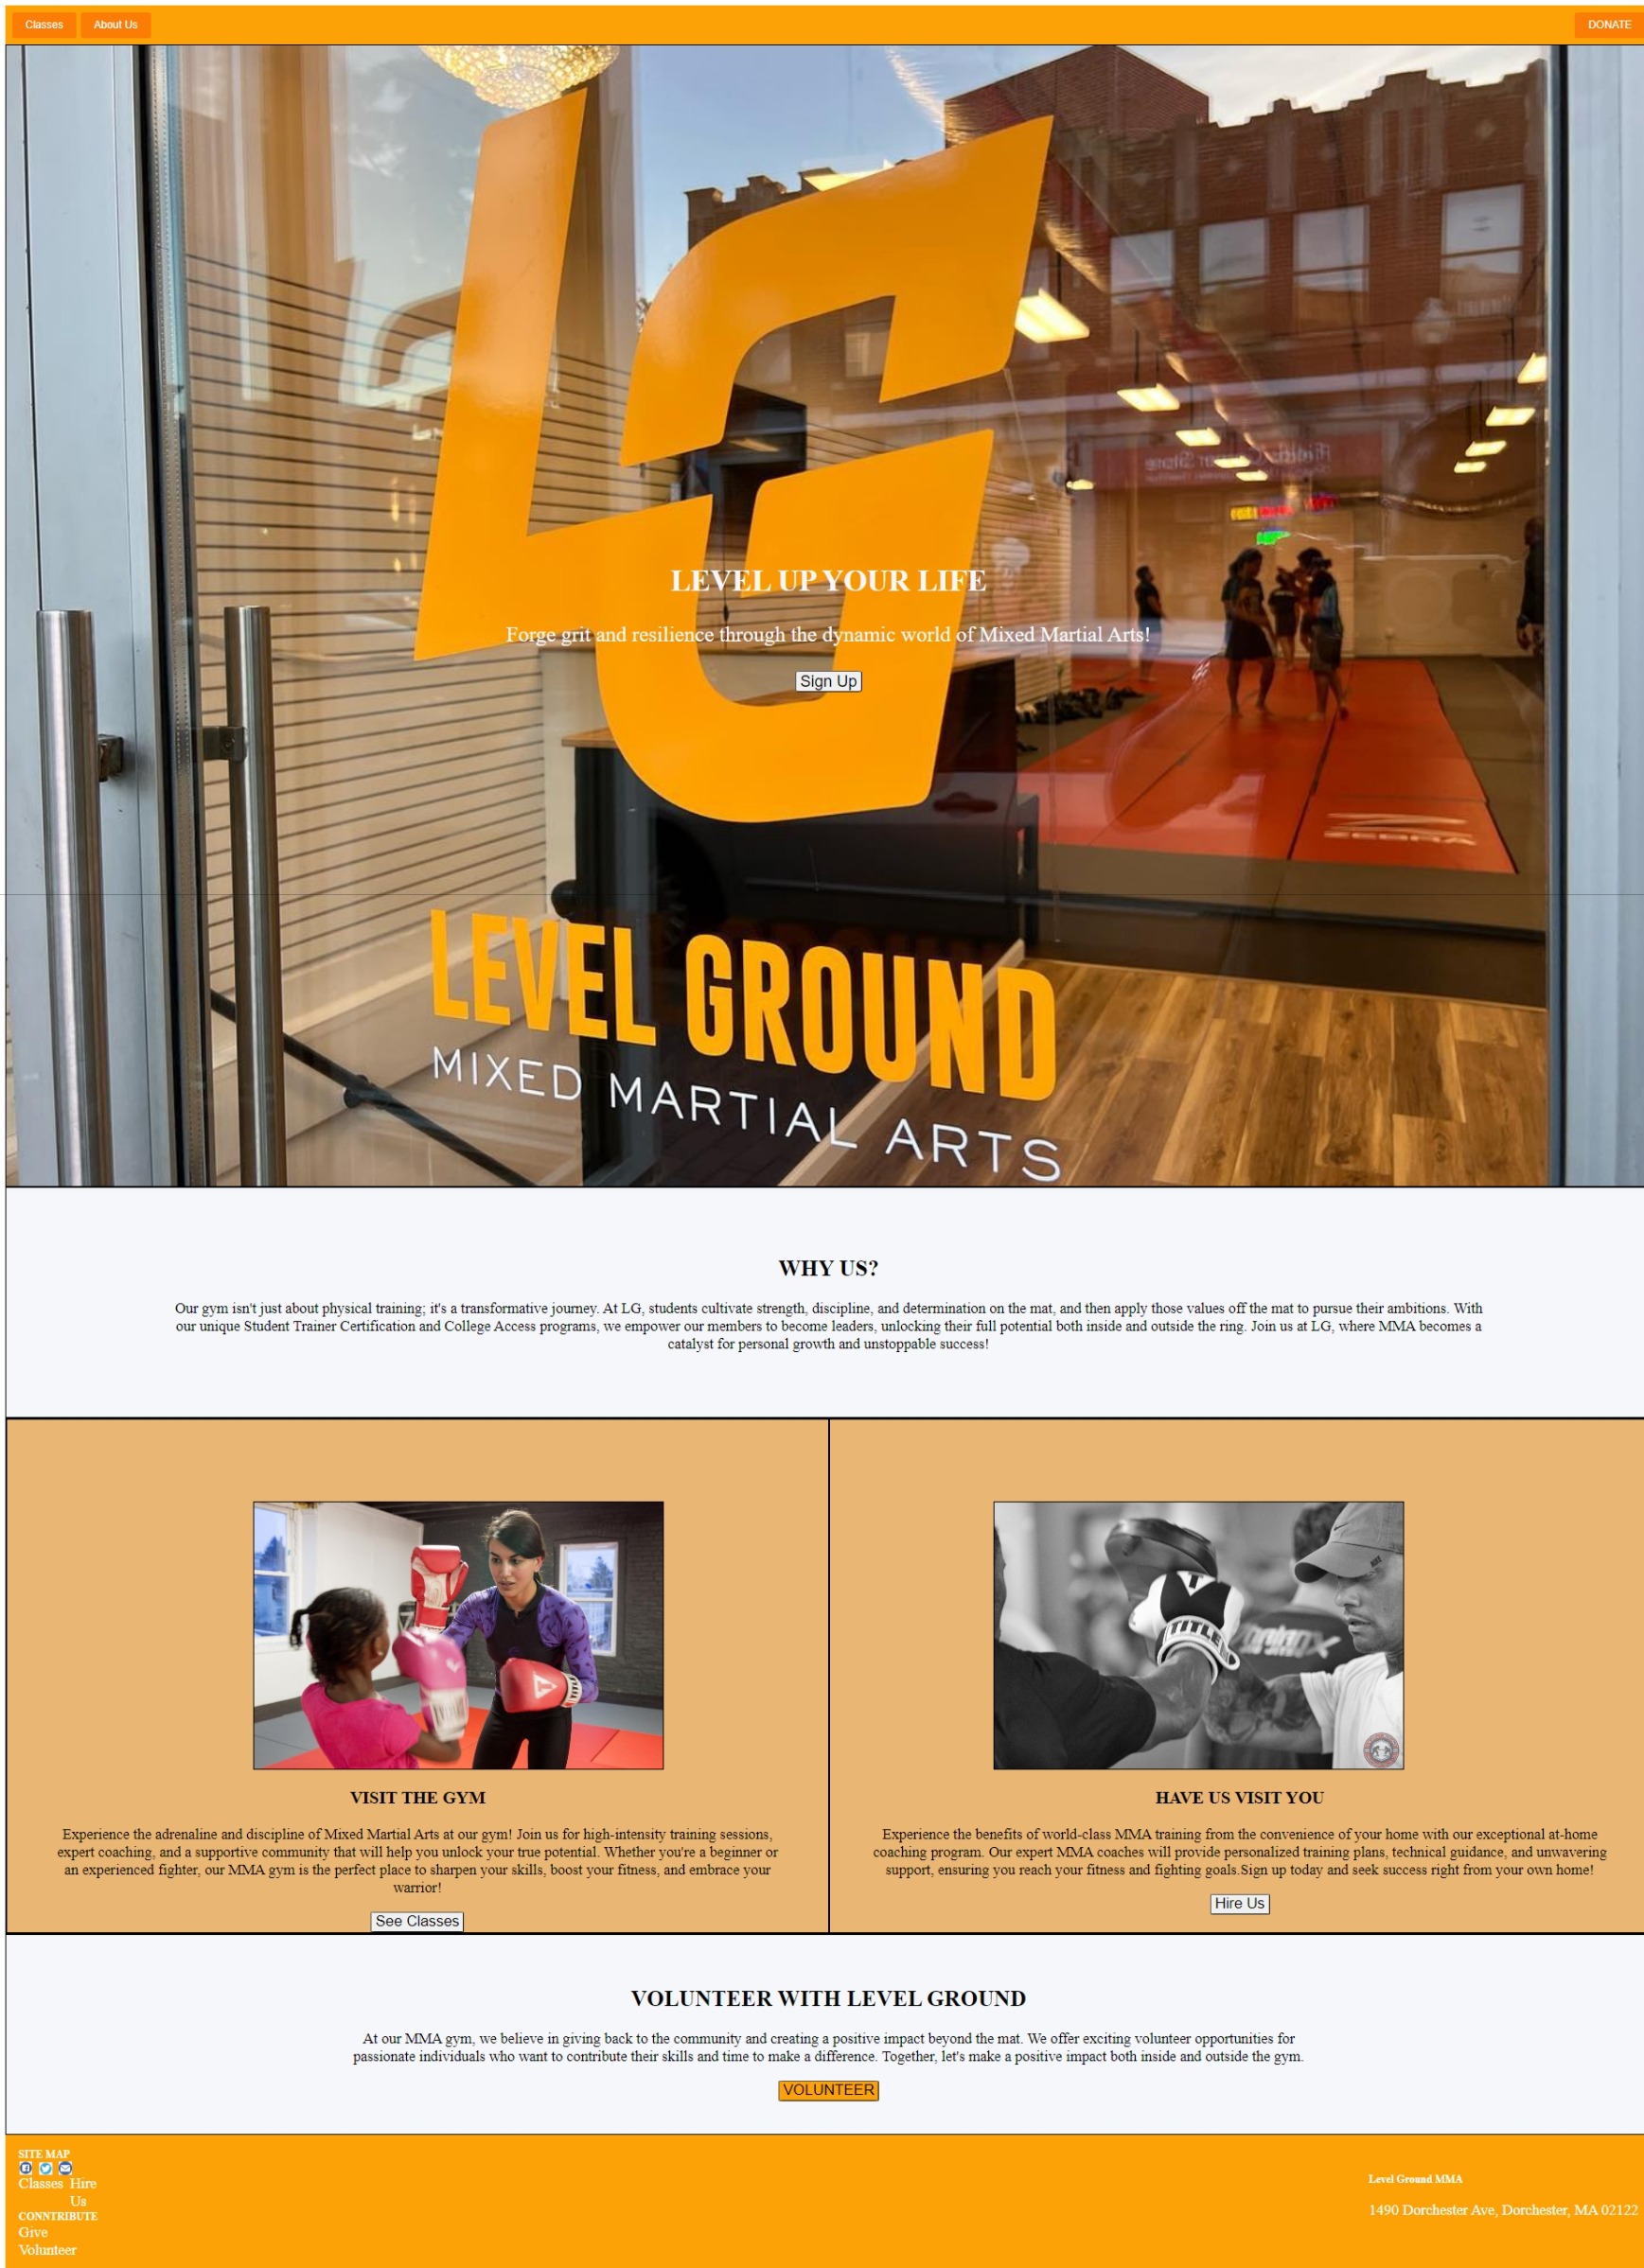 Classes About Us DONATE
LEVEL UP YOUR LIFE
Forge grit and resilience through the dynamic world of Mixed Martial Arts!
Sign Up
LG
LEVEL GROUND
MIXED MARTIAL ARTS
WHY US?
Our gym isn't just about physical training; it's a transformative journey. At LG, students cultivate strength, discipline, and determination on the mat, and then apply those values off the mat to pursue their ambitions. With
our unique Student Trainer Certification and College Access programs, we empower our members to become leaders, unlocking their full potential both inside and outside the ring. Join us at LG, where MMA becomes a
catalyst for personal growth and unstoppable success!
TITLE
VISIT THE GYM
Experience the adrenaline and discipline of Mixed Martial Arts at our gym! Join us for high-intensity training sessions,
expert coaching, and a supportive community that will help you unlock your true potential. Whether you're a beginner or
an experienced fighter, our MMA gym is the perfect place to sharpen your skills, boost your fitness, and embrace your
warrior!
See Classes
HAVE US VISIT YOU
Experience the benefits of world-class MMA training from the convenience of your home with our exceptional at-home
coaching program. Our expert MMA coaches will provide personalized training plans, technical guidance, and unwavering
support, ensuring you reach your fitness and fighting goals.Sign up today and seek success right from your own home!
Hire Us
VOLUNTEER WITH LEVEL GROUND
At our MMA gym, we believe in giving back to the community and creating a positive impact beyond the mat. We offer exciting volunteer opportunities for
passionate individuals who want to contribute their skills and time to make a difference. Together, let's make a positive impact both inside and outside the gym.
VOLUNTEER
SITE MAP
Classes Hire
Us
CONNTRIBUTE
Give
Volunteer
Level Ground MMA
1490 Dorchester Ave, Dorchester, MA 02122